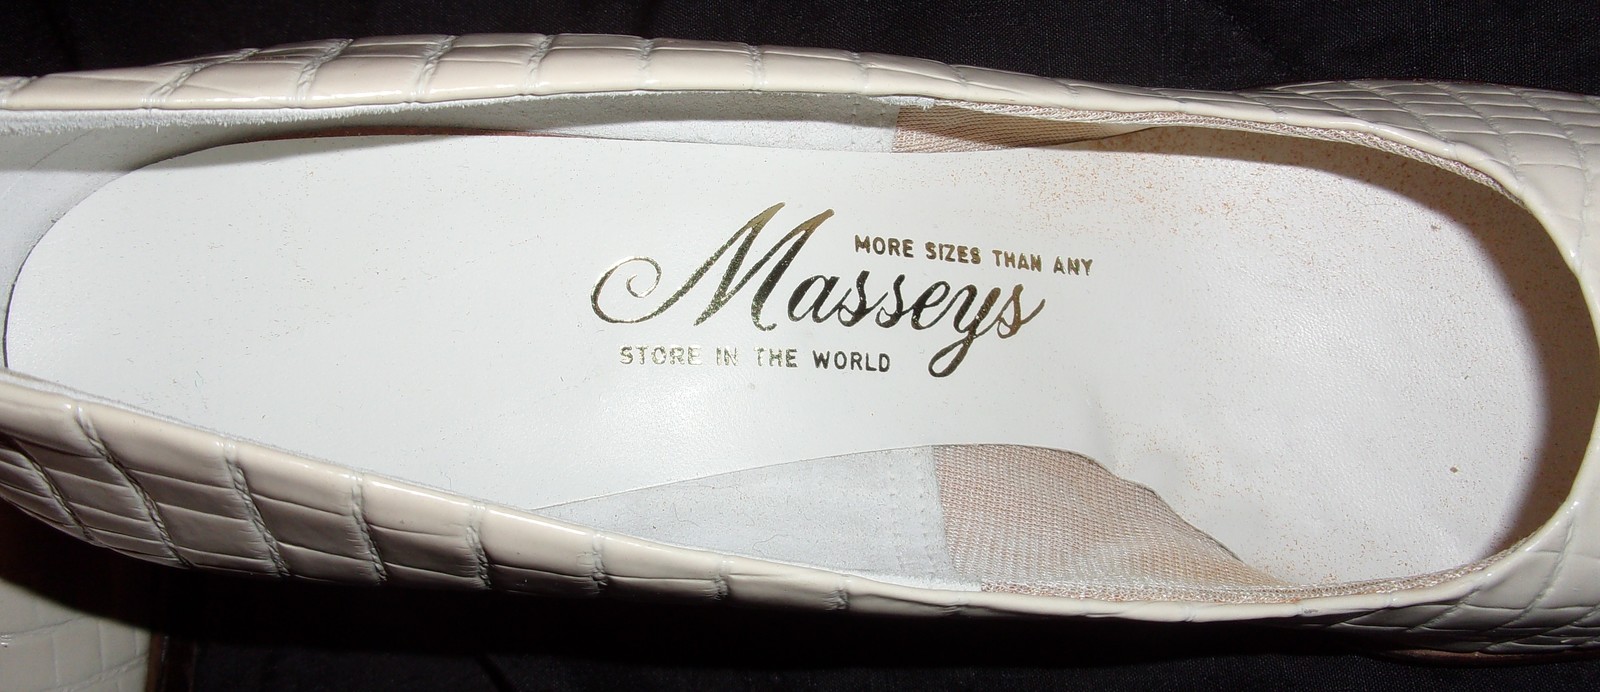 MORE SIZES THAN ANY
Masseys
STORE IN THE WORLD